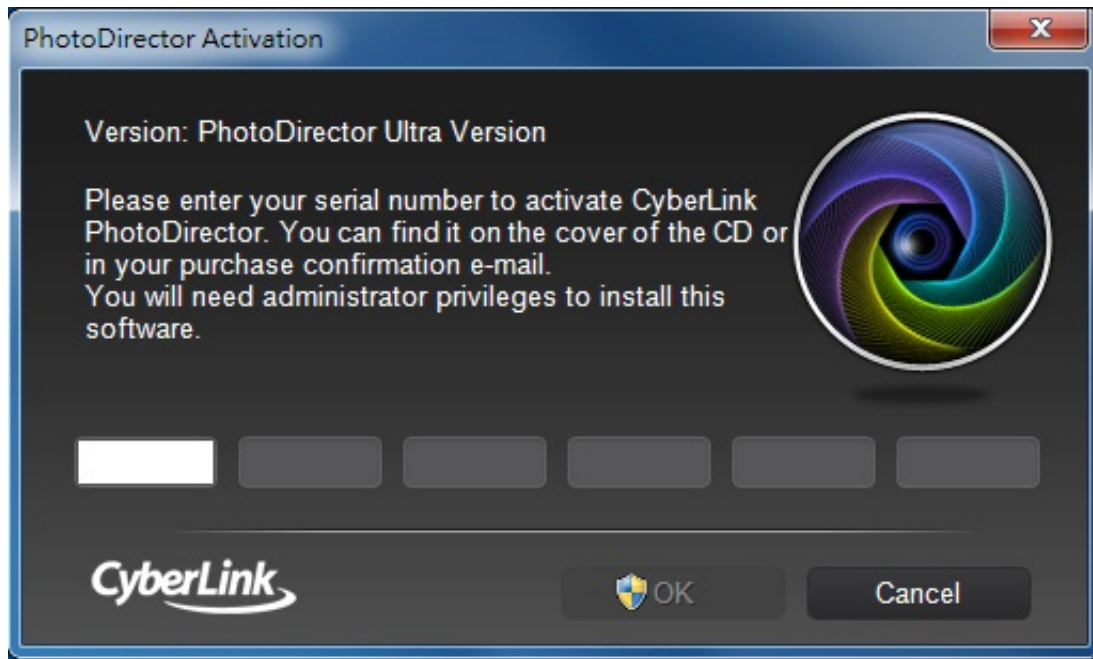 PhotoDirector Activation
Version: PhotoDirector Ultra Version
Please enter your serial number to activate CyberLink
PhotoDirector. You can find it on the cover of the CD or
in your purchase confirmation e-mail.
You will need administrator privileges to install this
software.
CyberLink
OK
Cancel